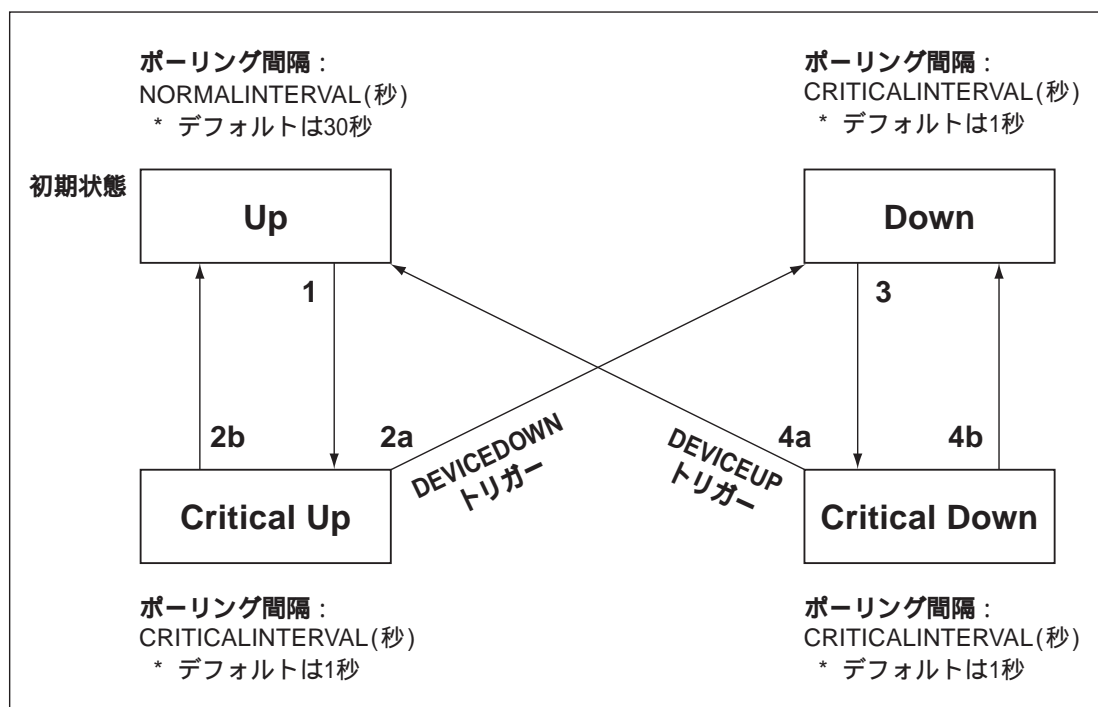 ポーリング間隔：
NORMALINTERVAL(秒)
* デフォルトは30秒
ポーリング間隔：
CRITICALINTERVAL(秒)
* デフォルトは1秒
初期状態
Up
Down
1
3
2b
2a
DEVICEDOWN
トリガー
DEVICEUP
トリガー
4a
4b
Critical Up
Critical Down
ポーリング間隔：
CRITICALINTERVAL(秒)
* デフォルトは1秒
ポーリング間隔：
CRITICALINTERVAL(秒)
* デフォルトは1秒